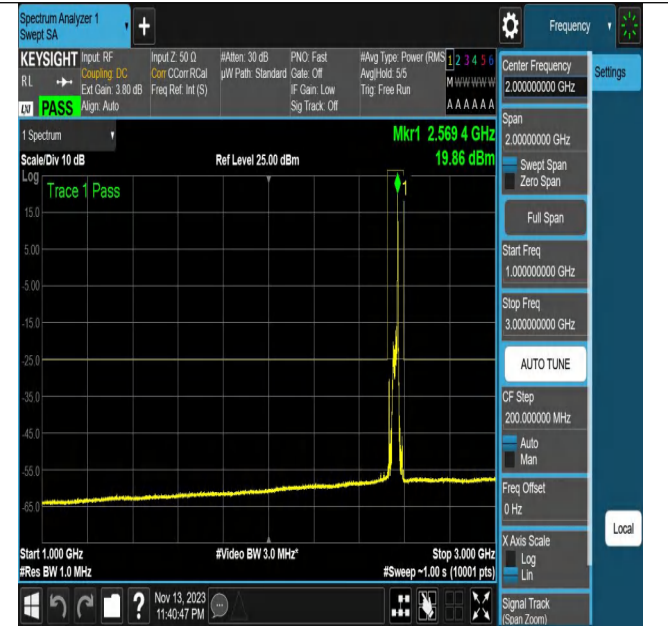 Spectrum Analyzer 1
Swept SA
+
Frequency
KEYSIGHT
RL
LXI
PASS
Input: RF
Coupling: DC
Ext Gain: 3.80 dB
Align: Auto
Input Z: 50 Ω
Corr CCorr RCal
Freq Ref: Int (S)
#Atten: 30 dB
µW Path: Standard
PNO: Fast
Gate: Off
IF Gain: Low
Sig Track: Off
#Avg Type: Power (RMS
Avg|Hold: 5/5
Trig: Free Run
1 2 3 4 5 6
M W W W W W
A A A A A A
1 Spectrum
Scale/Div 10 dB
Ref Level 25.00 dBm
Mkr1 2.569 4 GHz
19.86 dBm
Log
Trace 1 Pass
1
15.0
5.00
-5.00
-15.0
-25.0
-35.0
-45.0
-55.0
-65.0
Start 1.000 GHz
#Res BW 1.0 MHz
#Video BW 3.0 MHz*
Stop 3.000 GHz
#Sweep ~1.00 s (10001 pts)
?
Nov 13, 2023
11:40:47 PM
Center Frequency
2.00000000 GHz
Settings
Span
2.00000000 GHz
Swept Span
Zero Span
Full Span
Start Freq
1.000000000 GHz
Stop Freq
3.000000000 GHz
AUTO TUNE
CF Step
200.000000 MHz
Auto
Man
Freq Offset
0 Hz
Local
X Axis Scale
Log
Lin
Signal Track
(Span Zoom)